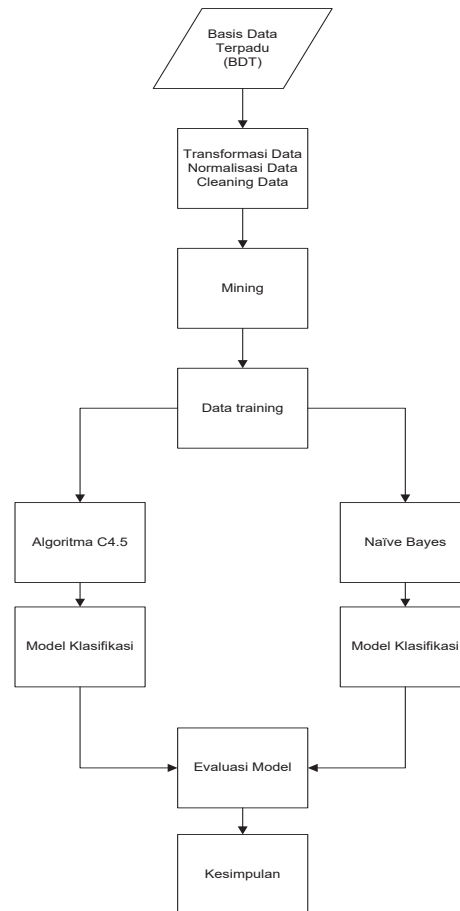 Basis Data
Terpadu
(BDT)
Transformasi Data
Normalisasi Data
Cleaning Data
Mining
Data training
Algoritma C4.5
Naïve Bayes
Model Klasifikasi
Model Klasifikasi
Evaluasi Model
Kesimpulan